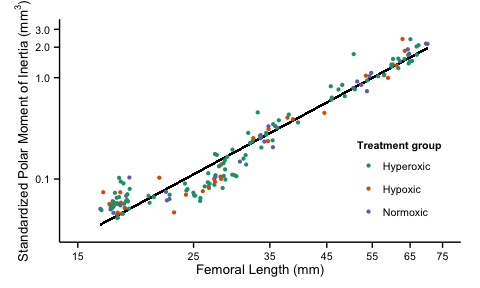 Standardized Polar Moment of Inertia (mm³)
3.0
2.0
1.0
0.1
Treatment group
Hyperoxic
Hypoxic
Normoxic
15 25 35 45 55 65 75
Femoral Length (mm)